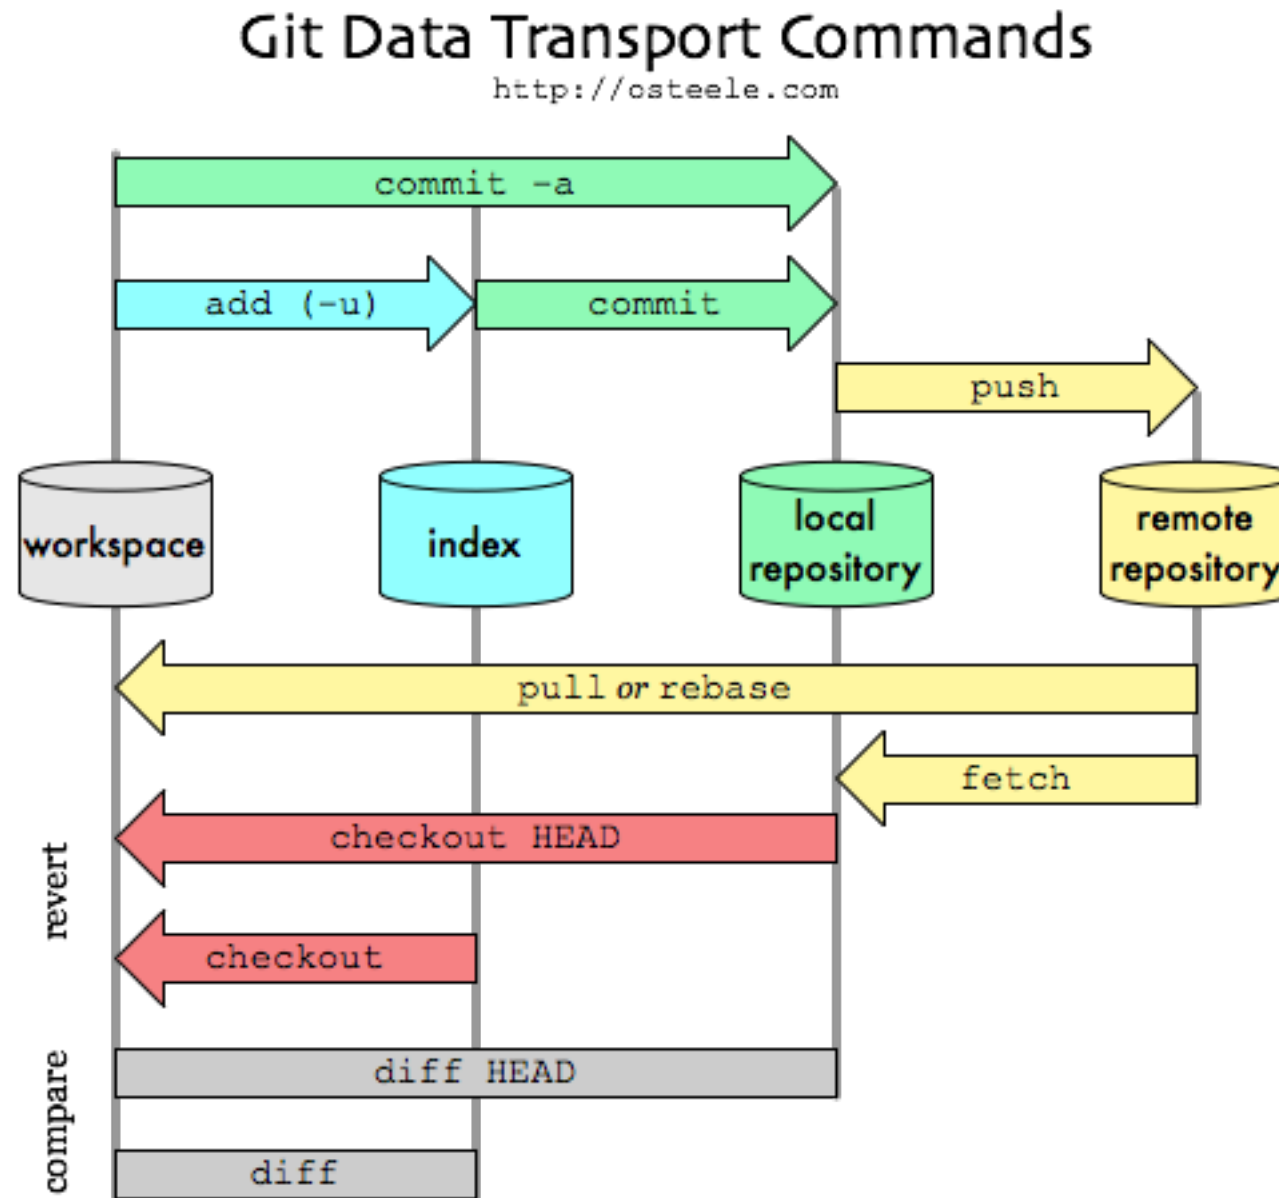 Git Data Transport Commands
http://osteele.com
commit -a
add (-u)
commit
push
workspace
index
local
repository
remote
repository
pull or rebase
fetch
revert
checkout HEAD
checkout
compare
diff HEAD
diff